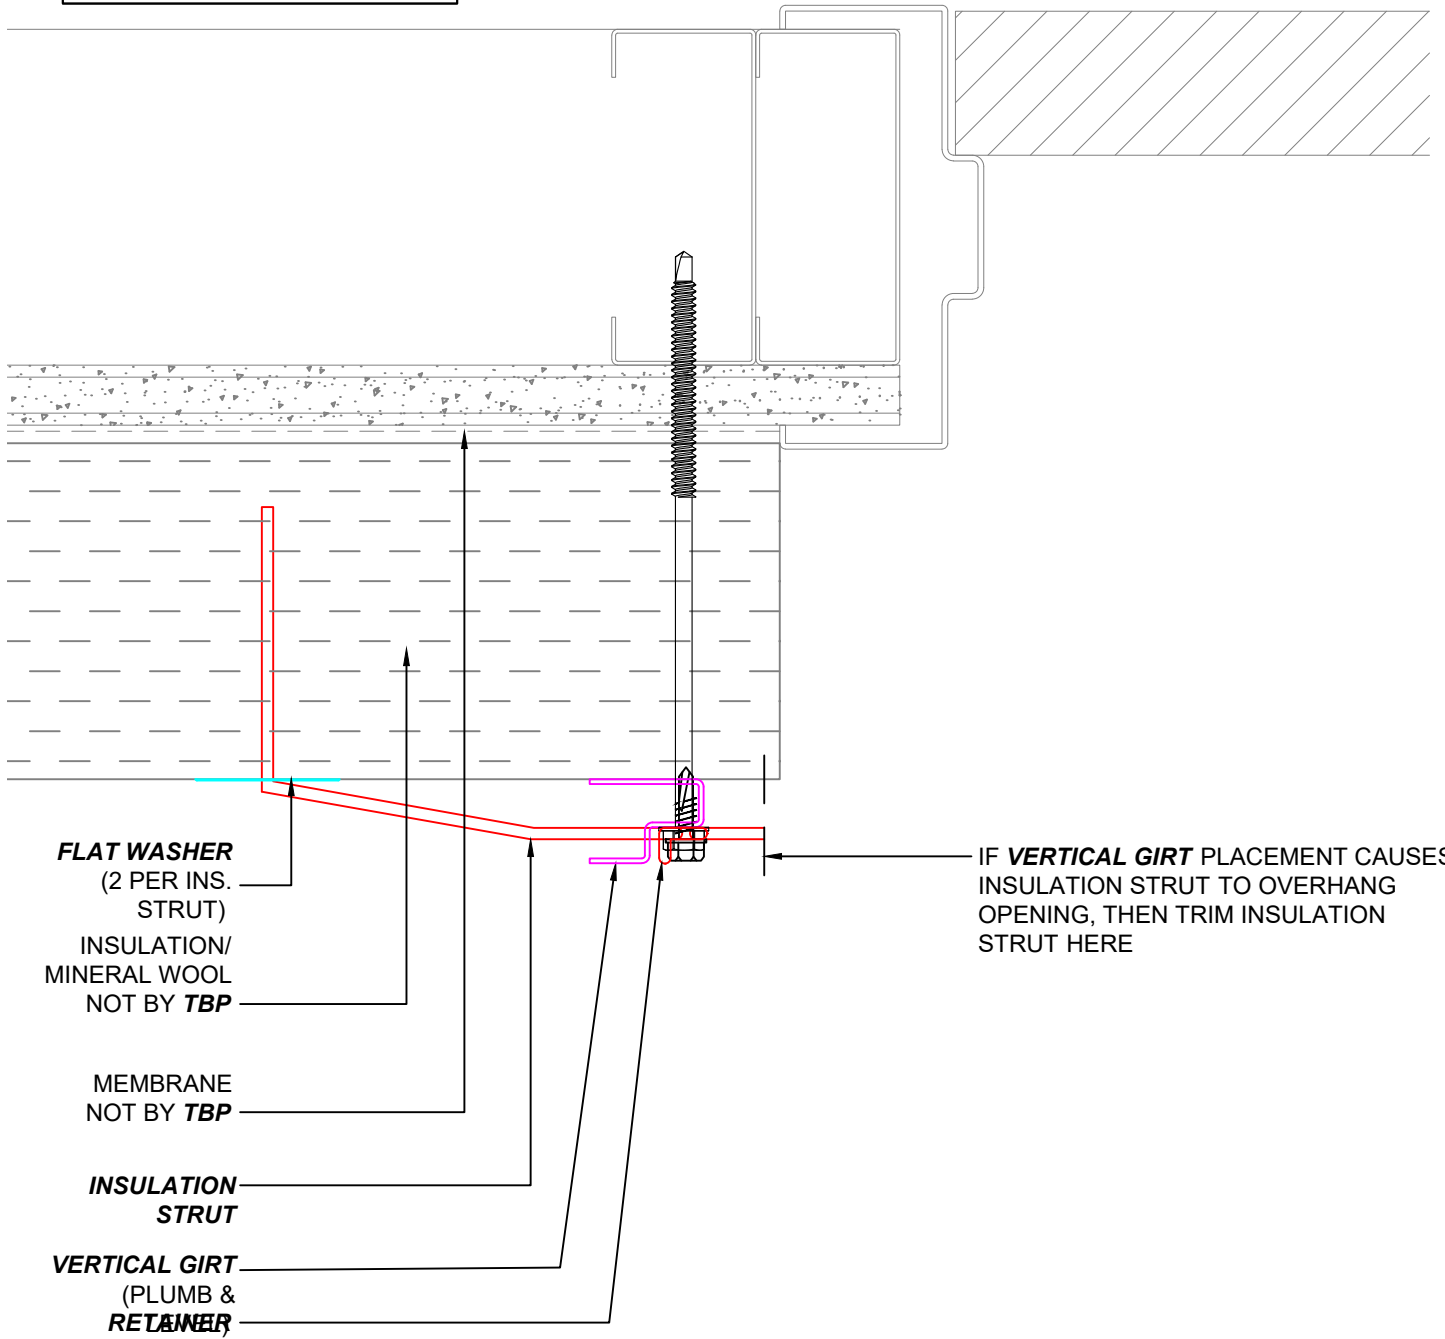 FLAT WASHER
(2 PER INS.
STRUT)
INSULATION/
MINERAL WOOL
NOT BY TBP
MEMBRANE
NOT BY TBP
INSULATION
STRUT
VERTICAL GIRT
(PLUMB &
LEVEL)
RETAINER
IF VERTICAL GIRT PLACEMENT CAUSES
INSULATION STRUT TO OVERHANG
OPENING, THEN TRIM INSULATION
STRUT HERE